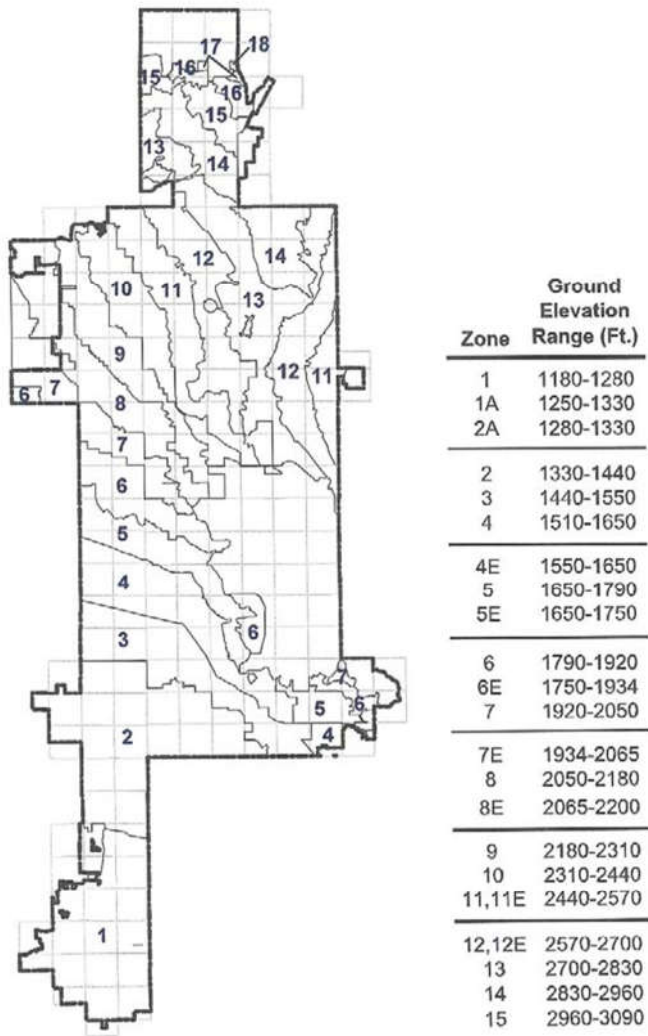 17 18
16
15 16
15
13
14
12 14
10 11 13
9 12 11
6 7 8
7
6
5
4
6
3
7
5 6
2 4
1
Ground
Elevation
Zone Range (Ft.)
1 1180-1280
1A 1250-1330
2A 1280-1330
2 1330-1440
3 1440-1550
4 1510-1650
4E 1550-1650
5 1650-1790
5E 1650-1750
6 1790-1920
6E 1750-1934
7 1920-2050
7E 1934-2065
8 2050-2180
8E 2065-2200
9 2180-2310
10 2310-2440
11,11E 2440-2570
12,12E 2570-2700
13 2700-2830
14 2830-2960
15 2960-3090